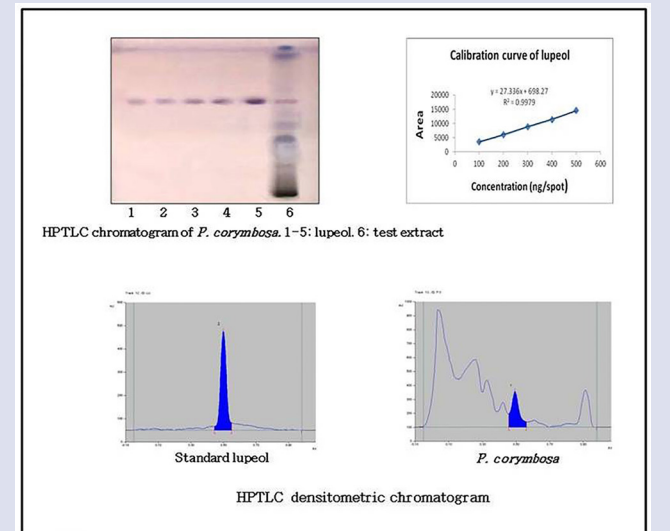 Calibration curve of lupeol
y = 27.336x + 698.27
R² = 0.9979
Area
20000
15000
10000
5000
0
0 100 200 300 400 500 600
Concentration (ng/spot)
1 2 3 4 5 6
HPTLC chromatogram of P. corymbosa. 1-5: lupeol. 6: test extract
Standard lupeol
P. corymbosa
HPTLC densitometric chromatogram